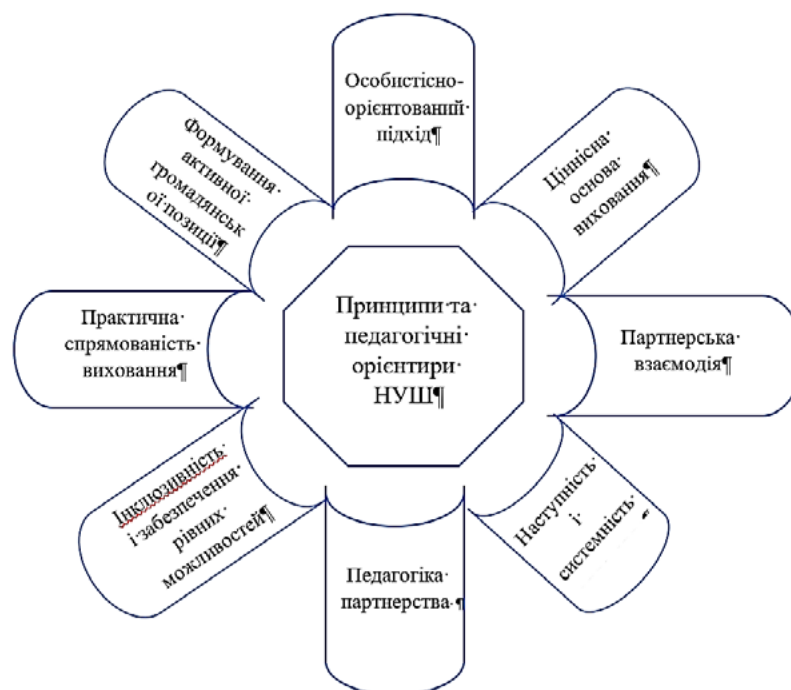 Особистісно-
орієнтований·
підхід¶
Ціннісна·
основа·
виховання¶
Партнерська·
взаємодія¶
Наступність·
і·
системність·
¶
Педагогіка·
партнерства·¶
Інклюзивність·
і·забезпечення·
рівних·
можливостей¶
Практична·
спрямованість·
виховання¶
Формування·
активної·
громадянськ
ої·позиції¶
Принципи·та·
педагогічні·
орієнтири·
НУШ¶